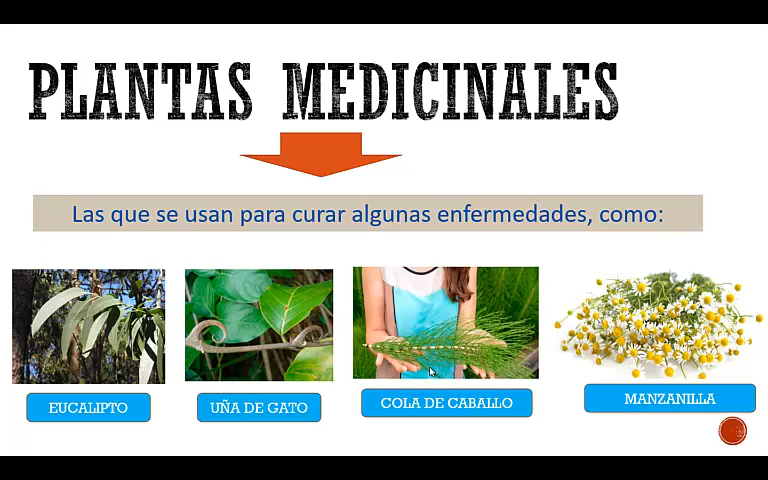 PLANTAS MEDICINALES
Las que se usan para curar algunas enfermedades, como:
EUCALIPTO
UÑA DE GATO
COLA DE CABALLO
MANZANILLA